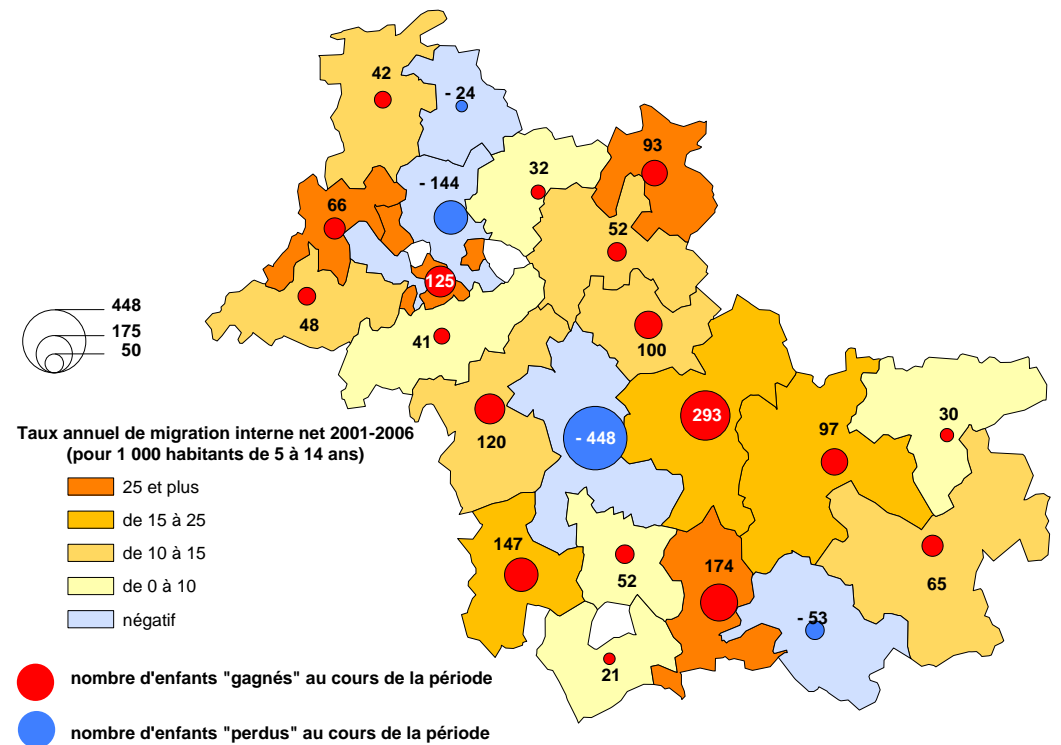 42
- 24
93
- 144
32
66
52
125
48
41
100
448
175
50
293
120
- 448
97
30
Taux annuel de migration interne net 2001-2006
(pour 1 000 habitants de 5 à 14 ans)
25 et plus
de 15 à 25
de 10 à 15
de 0 à 10
négatif
147
52
174
65
- 53
21
nombre d'enfants "gagnés" au cours de la période
nombre d'enfants "perdus" au cours de la période